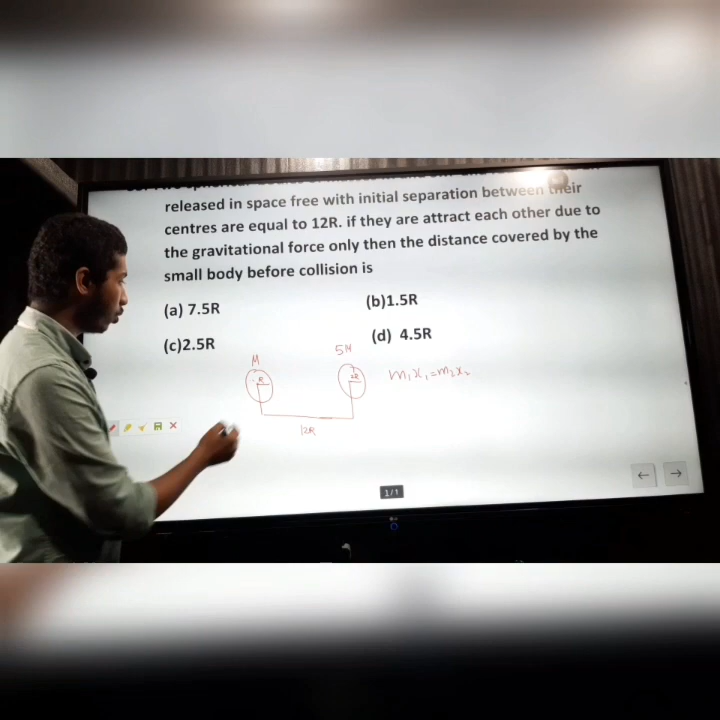 released in space free with initial separation between their
centres are equal to 12R. if they are attract each other due to
the gravitational force only then the distance covered by the
small body before collision is
(a) 7.5R
(b)1.5R
(c)2.5R
(d) 4.5R
M
5M
R
2R
m₁x₁=m₂x₂
12R
1/1